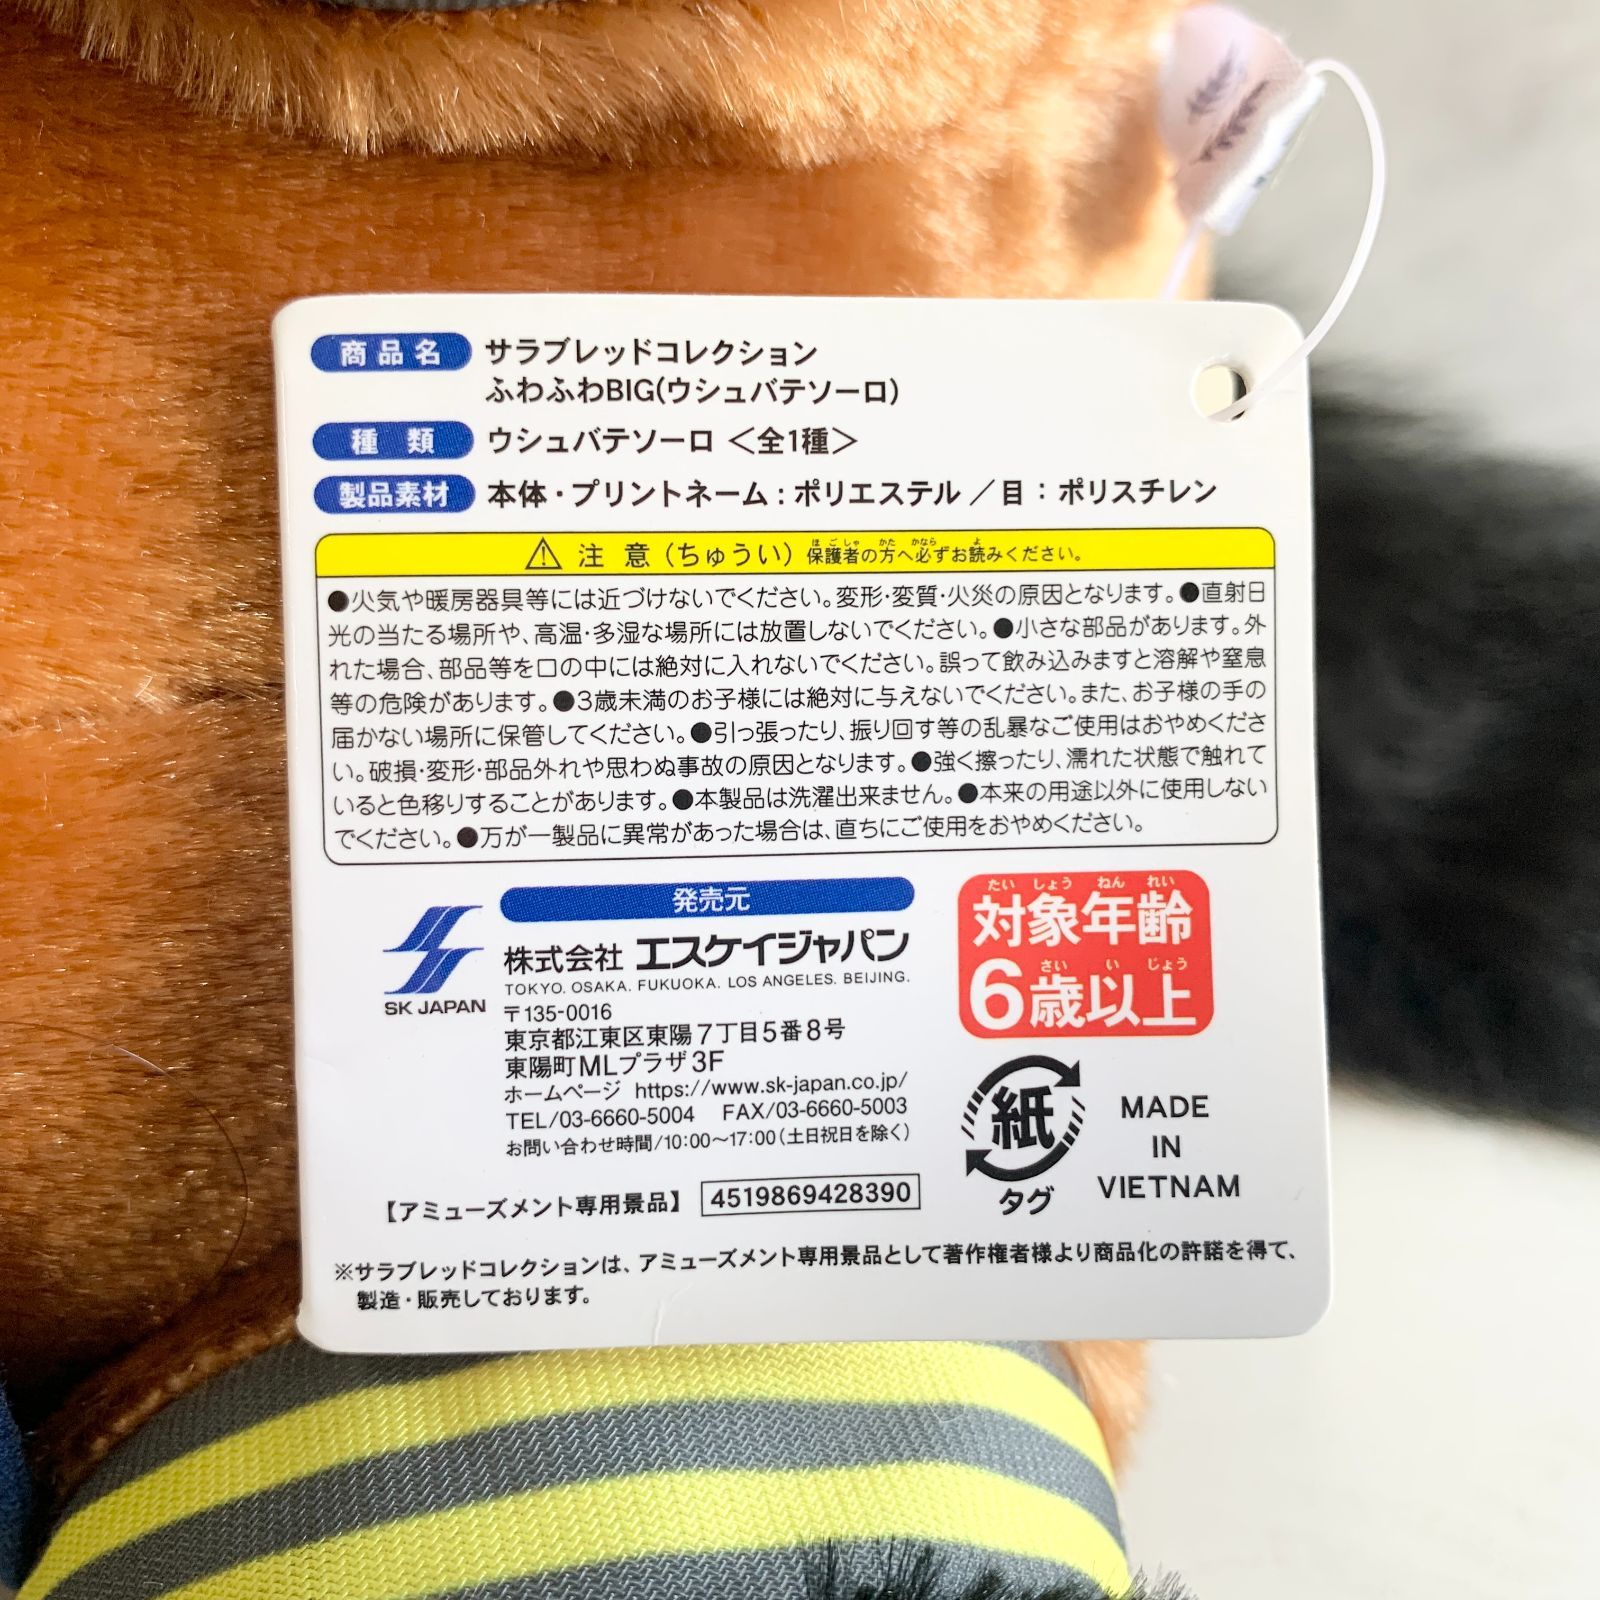 商品名 サラブレッドコレクション
ふわふわBIG(ウシュバテソーロ)
種類 ウシュバテソーロ ＜全1種＞
製品素材 本体・プリントネーム：ポリエステル ／目：ポリスチレン
⚠ 注意（ちゅうい）保護者の方へ必ずお読みください。
●火気や暖房器具等には近づけないでください。変形・変質・火災の原因となります。●直射日
光の当たる場所や、高温・多湿な場所には放置しないでください。●小さな部品があります。外
れた場合、部品等を口の中には絶対に入れないでください。誤って飲み込みますと溶解や窒息
等の危険があります。●3歳未満のお子様には絶対に与えないでください。また、お子様の手の
届かない場所に保管してください。●引っ張ったり、振り回す等の乱暴なご使用はおやめくださ
い。破損・変形・部品外れや思わぬ事故の原因となります。●強く擦ったり、濡れた状態で触れて
いると色移りすることがあります。●本製品は洗濯出来ません。●本来の用途以外に使用しない
でください。●万が一製品に異常があった場合は、直ちにご使用をおやめください。
発売元
株式会社 エスケイジャパン
TOKYO. OSAKA. FUKUOKA. LOS ANGELES. BEIJING.
SK JAPAN
〒135-0016
東京都江東区東陽7丁目5番8号
東陽町MLプラザ3F
ホームページ https://www.sk-japan.co.jp/
TEL/03-6660-5004 FAX/03-6660-5003
お問い合わせ時間/10:00～17:00（土日祝日を除く）
対象年齢
6歳以上
紙
タグ
MADE
IN
VIETNAM
【アミューズメント専用景品】 4519869428390
※サラブレッドコレクションは、アミューズメント専用景品として著作権者様より商品化の許諾を得て、
製造・販売しております。